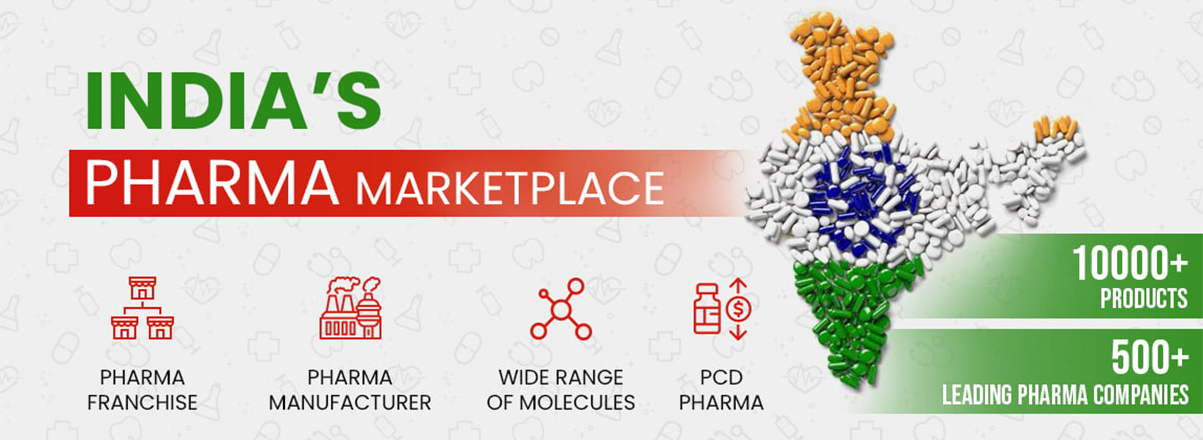 INDIA'S
PHARMA MARKETPLACE
PHARMA
FRANCHISE
PHARMA
MANUFACTURER
WIDE RANGE
OF MOLECULES
$
PCD
PHARMA
10000+
PRODUCTS
500+
LEADING PHARMA COMPANIES